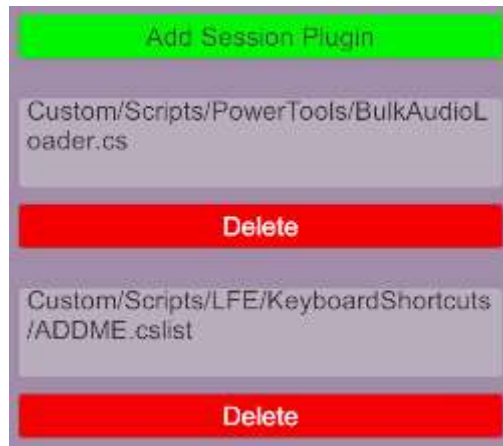 Add Session Plugin
Custom/Scripts/PowerTools/BulkAudioL
oader.cs
Delete
Custom/Scripts/LFE/KeyboardShortcuts
/ADDME.cslist
Delete